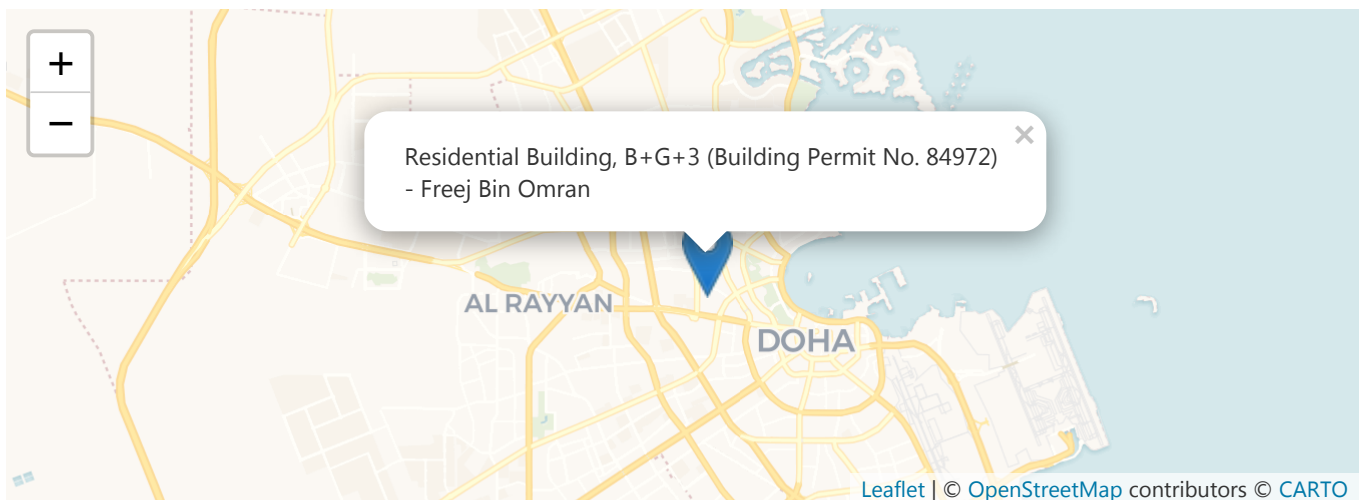 +
−
Residential Building, B+G+3 (Building Permit No. 84972)
- Freej Bin Omran
×
AL RAYYAN
DOHA
Leaflet | © OpenStreetMap contributors © CARTO